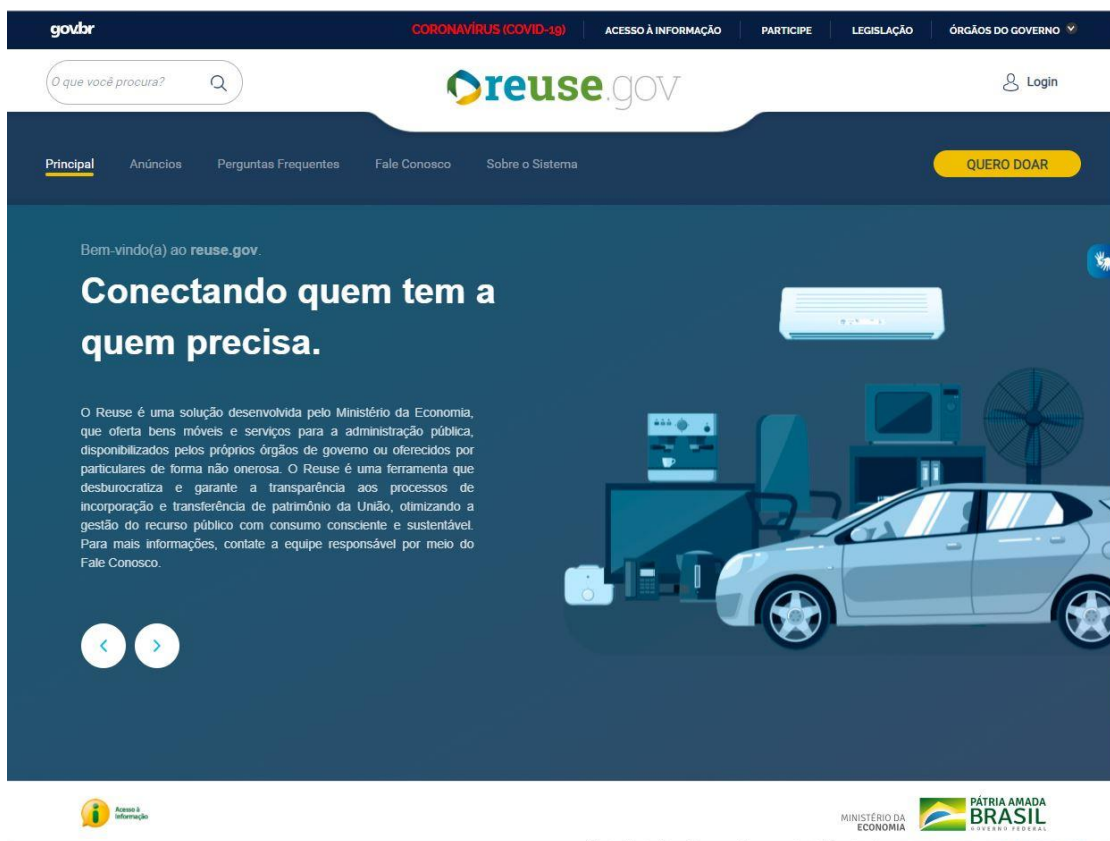 gov.br
CORONAVÍRUS (COVID-19)
ACESSO À INFORMAÇÃO
PARTICIPE
LEGISLAÇÃO
ÓRGÃOS DO GOVERNO
O que você procura?
reuse.gov
Login
Principal
Anúncios
Perguntas Frequentes
Fale Conosco
Sobre o Sistema
QUERO DOAR
Bem-vindo(a) ao reuse.gov.
Conectando quem tem a
quem precisa.
O Reuse é uma solução desenvolvida pelo Ministério da Economia,
que oferta bens móveis e serviços para a administração pública,
disponibilizados pelos próprios órgãos de governo ou oferecidos por
particulares de forma não onerosa. O Reuse é uma ferramenta que
desburocratiza e garante a transparência aos processos de
incorporação e transferência de patrimônio da União, otimizando a
gestão do recurso público com consumo consciente e sustentável.
Para mais informações, contate a equipe responsável por meio do
Fale Conosco.
Acesso à
Informação
MINISTÉRIO DA
ECONOMIA
PÁTRIA AMADA
BRASIL
GOVERNO FEDERAL